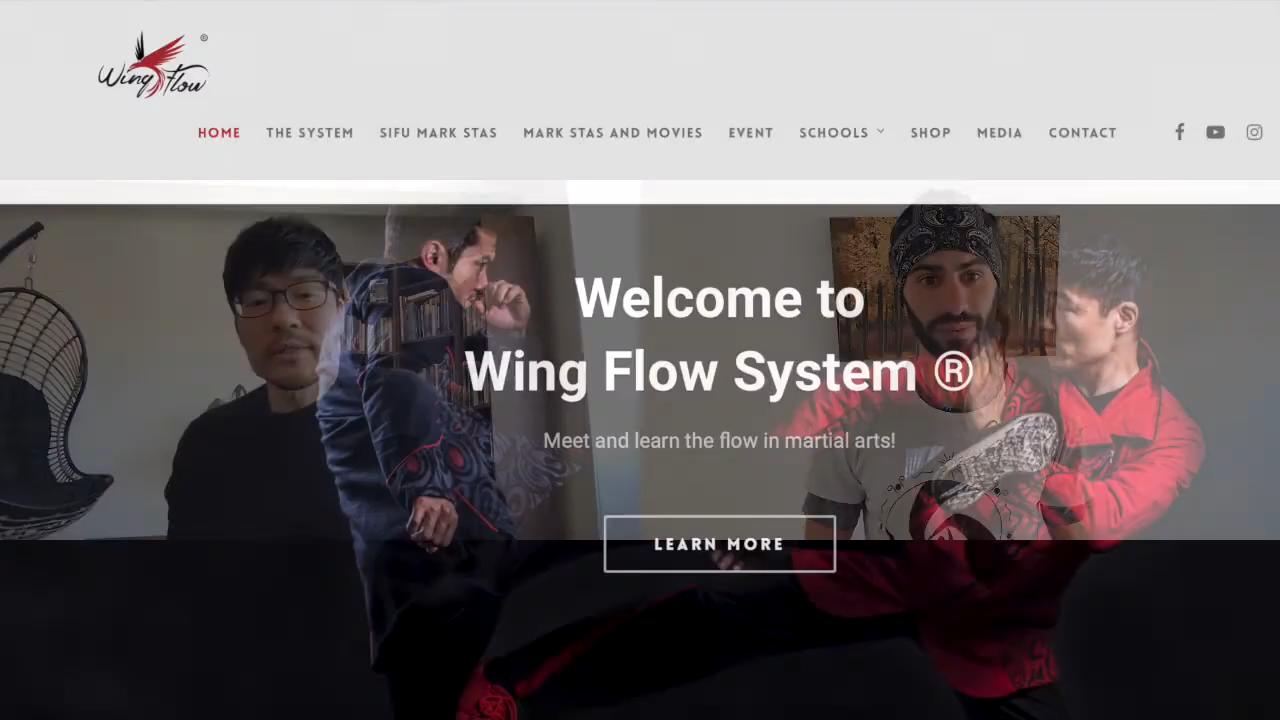 Wing Flow ®
HOME THE SYSTEM SIFU MARK STAS MARK STAS AND MOVIES EVENT SCHOOLS SHOP MEDIA CONTACT
Welcome to
Wing Flow System ®
Meet and learn the flow in martial arts!
LEARN MORE